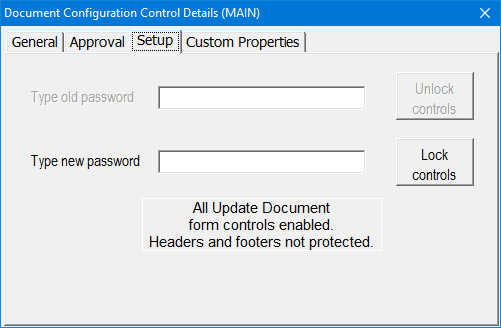 Document Configuration Control Details (MAIN)
General Approval Setup Custom Properties
Type old password
Unlock
controls
Type new password
Lock
controls
All Update Document
form controls enabled.
Headers and footers not protected.